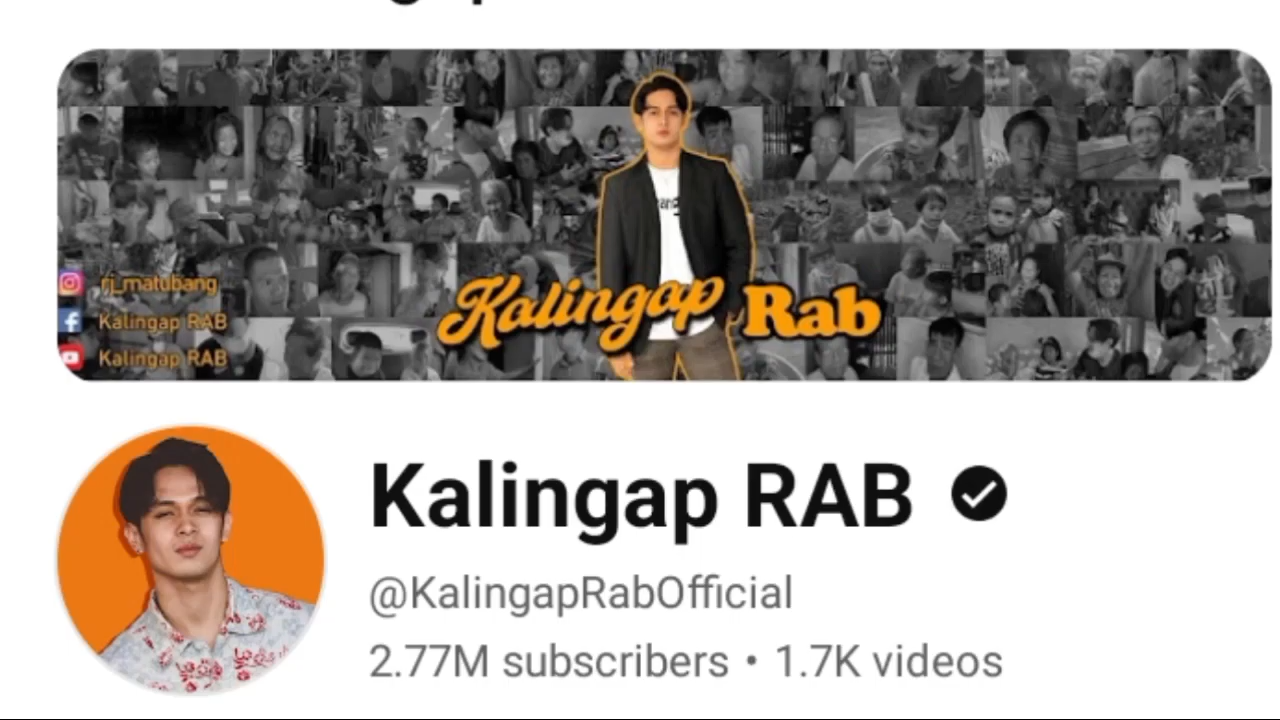 Kalingap Rab
rj_matubang
Kalingap RAB
Kalingap RAB
Kalingap RAB
@KalingapRabOfficial
2.77M subscribers • 1.7K videos